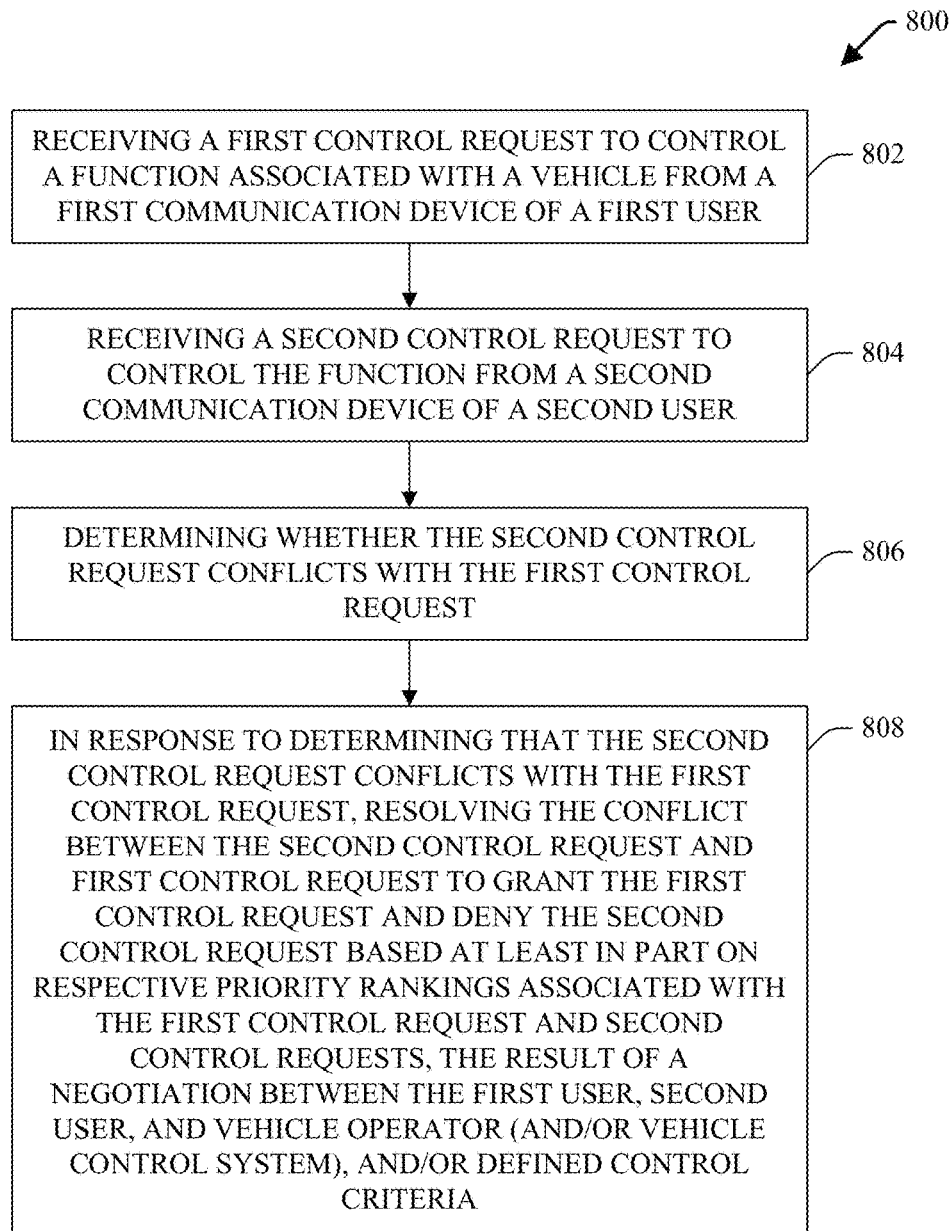 800
RECEIVING A FIRST CONTROL REQUEST TO CONTROL
A FUNCTION ASSOCIATED WITH A VEHICLE FROM A
FIRST COMMUNICATION DEVICE OF A FIRST USER
802
RECEIVING A SECOND CONTROL REQUEST TO
CONTROL THE FUNCTION FROM A SECOND
COMMUNICATION DEVICE OF A SECOND USER
804
DETERMINING WHETHER THE SECOND CONTROL
REQUEST CONFLICTS WITH THE FIRST CONTROL
REQUEST
806
IN RESPONSE TO DETERMINING THAT THE SECOND
CONTROL REQUEST CONFLICTS WITH THE FIRST
CONTROL REQUEST, RESOLVING THE CONFLICT
BETWEEN THE SECOND CONTROL REQUEST AND
FIRST CONTROL REQUEST TO GRANT THE FIRST
CONTROL REQUEST AND DENY THE SECOND
CONTROL REQUEST BASED AT LEAST IN PART ON
RESPECTIVE PRIORITY RANKINGS ASSOCIATED WITH
THE FIRST CONTROL REQUEST AND SECOND
CONTROL REQUESTS, THE RESULT OF A
NEGOTIATION BETWEEN THE FIRST USER, SECOND
USER, AND VEHICLE OPERATOR (AND/OR VEHICLE
CONTROL SYSTEM), AND/OR DEFINED CONTROL
CRITERIA
808